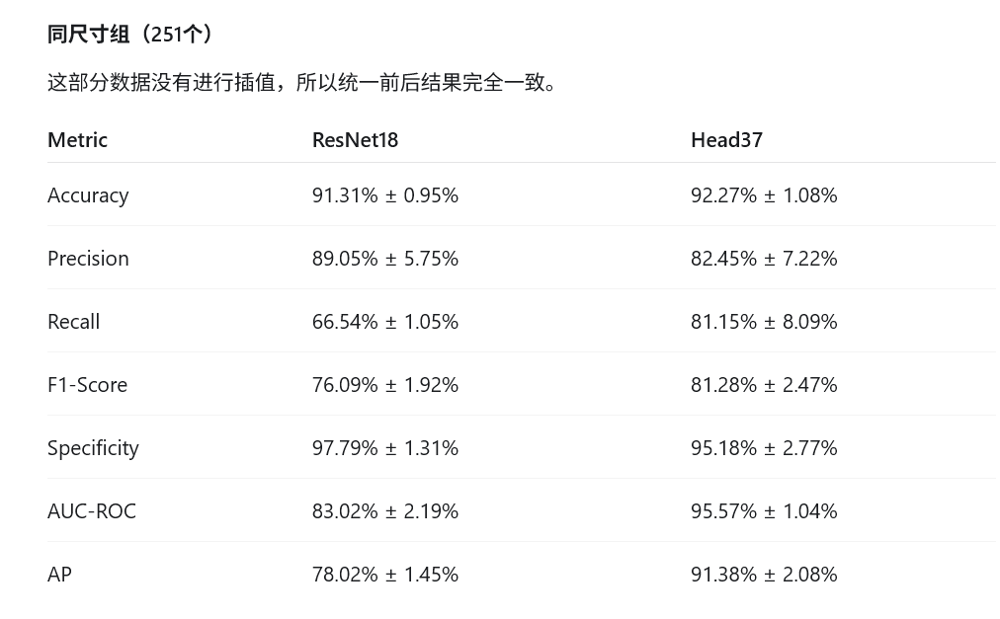 同尺寸组（251个）
这部分数据没有进行插值，所以统一前后结果完全一致。
Metric ResNet18 Head37
Accuracy 91.31% ± 0.95% 92.27% ± 1.08%
Precision 89.05% ± 5.75% 82.45% ± 7.22%
Recall 66.54% ± 1.05% 81.15% ± 8.09%
F1-Score 76.09% ± 1.92% 81.28% ± 2.47%
Specificity 97.79% ± 1.31% 95.18% ± 2.77%
AUC-ROC 83.02% ± 2.19% 95.57% ± 1.04%
AP 78.02% ± 1.45% 91.38% ± 2.08%